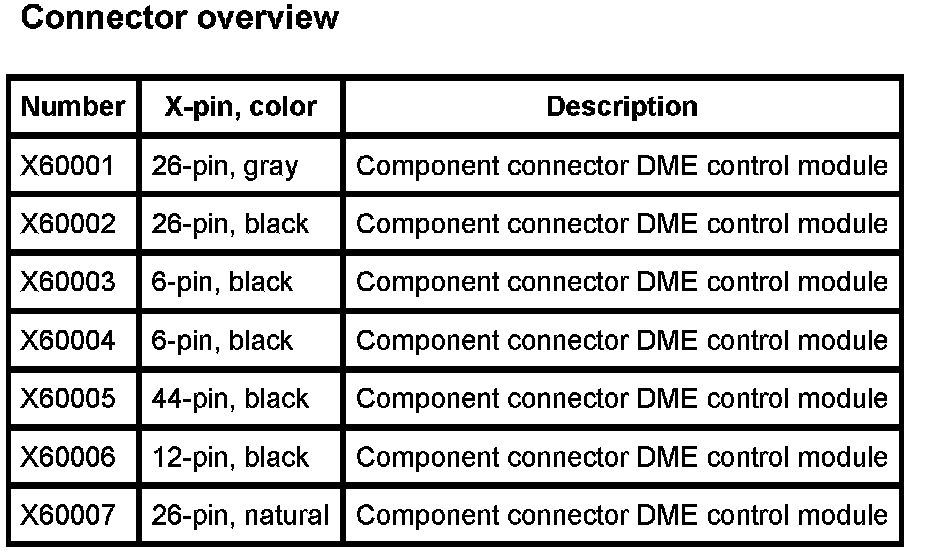 Connector overview
Number X-pin, color Description
X60001 26-pin, gray Component connector DME control module
X60002 26-pin, black Component connector DME control module
X60003 6-pin, black Component connector DME control module
X60004 6-pin, black Component connector DME control module
X60005 44-pin, black Component connector DME control module
X60006 12-pin, black Component connector DME control module
X60007 26-pin, natural Component connector DME control module